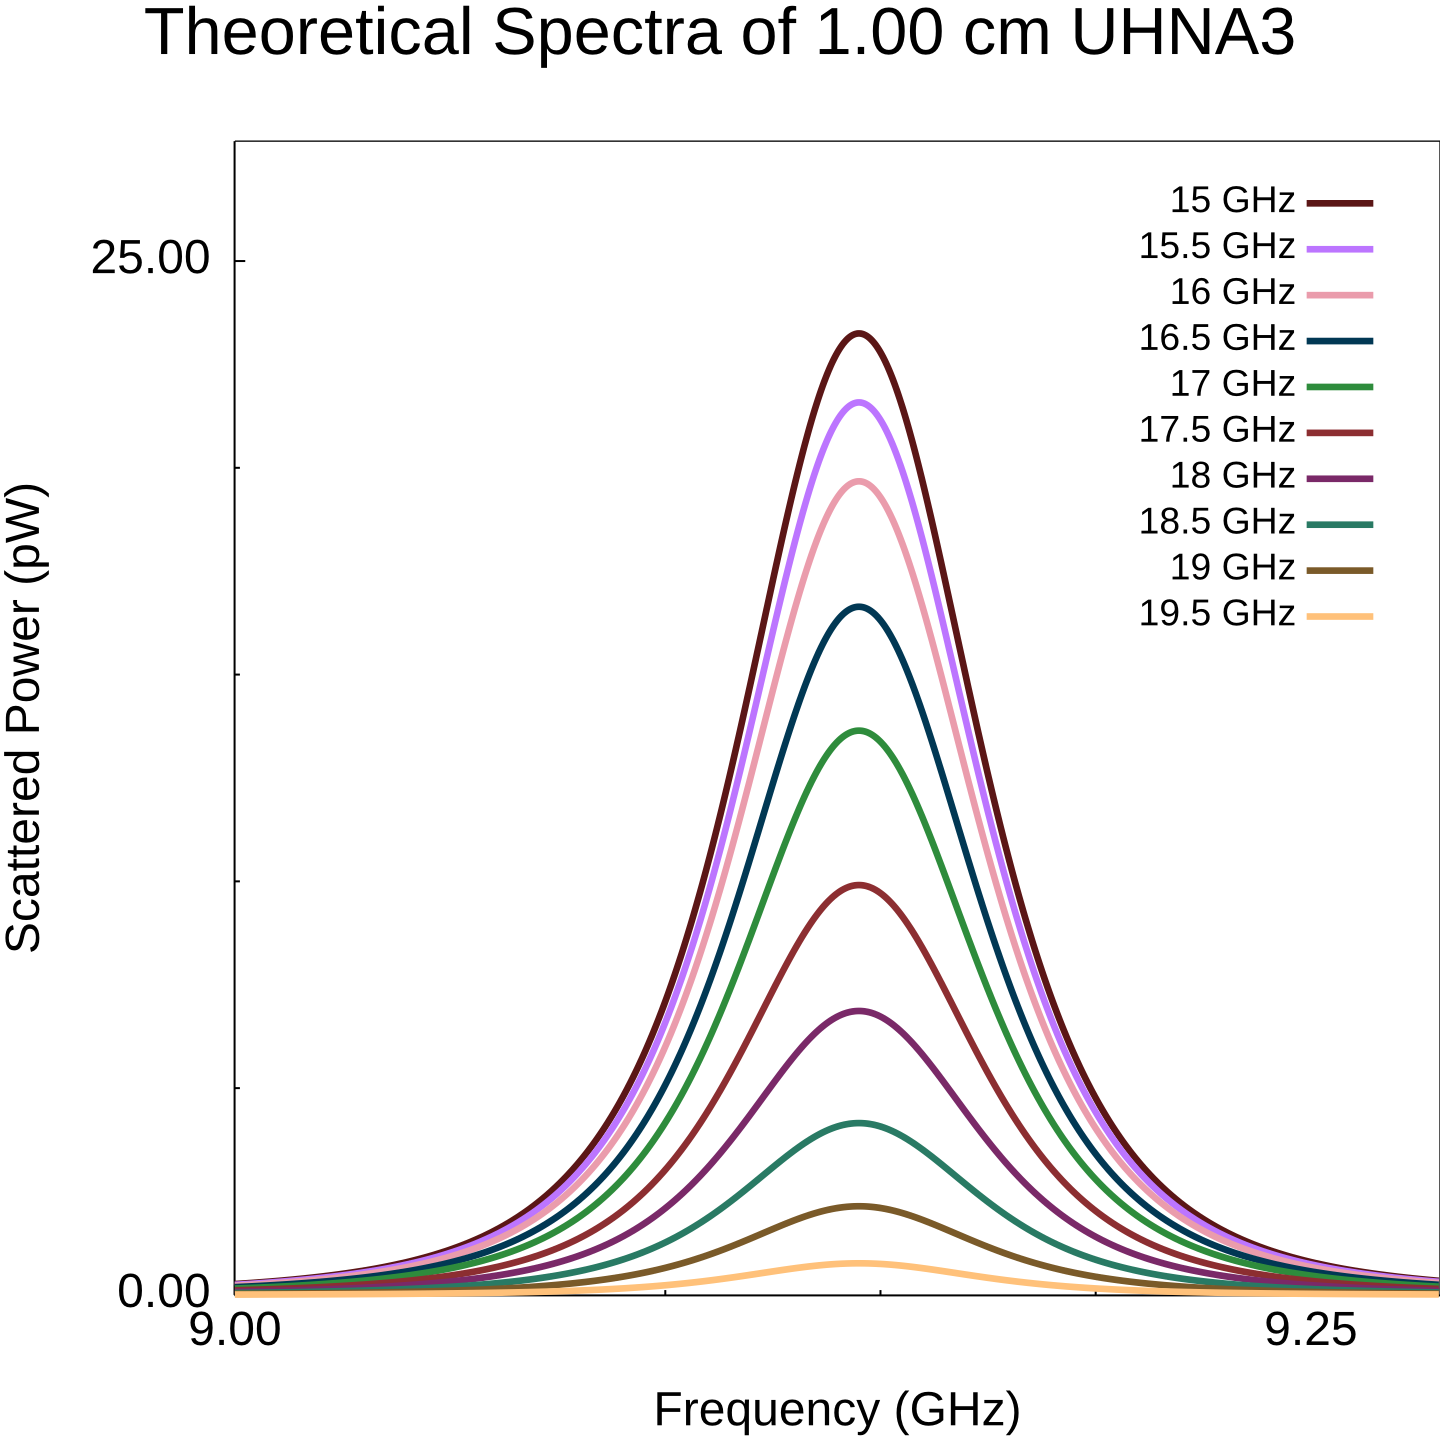 Theoretical Spectra of 1.00 cm UHNA3
15 GHz
15.5 GHz
16 GHz
16.5 GHz
17 GHz
17.5 GHz
18 GHz
18.5 GHz
19 GHz
19.5 GHz
25.00
0.00
Scattered Power (pW)
9.00
9.25
Frequency (GHz)